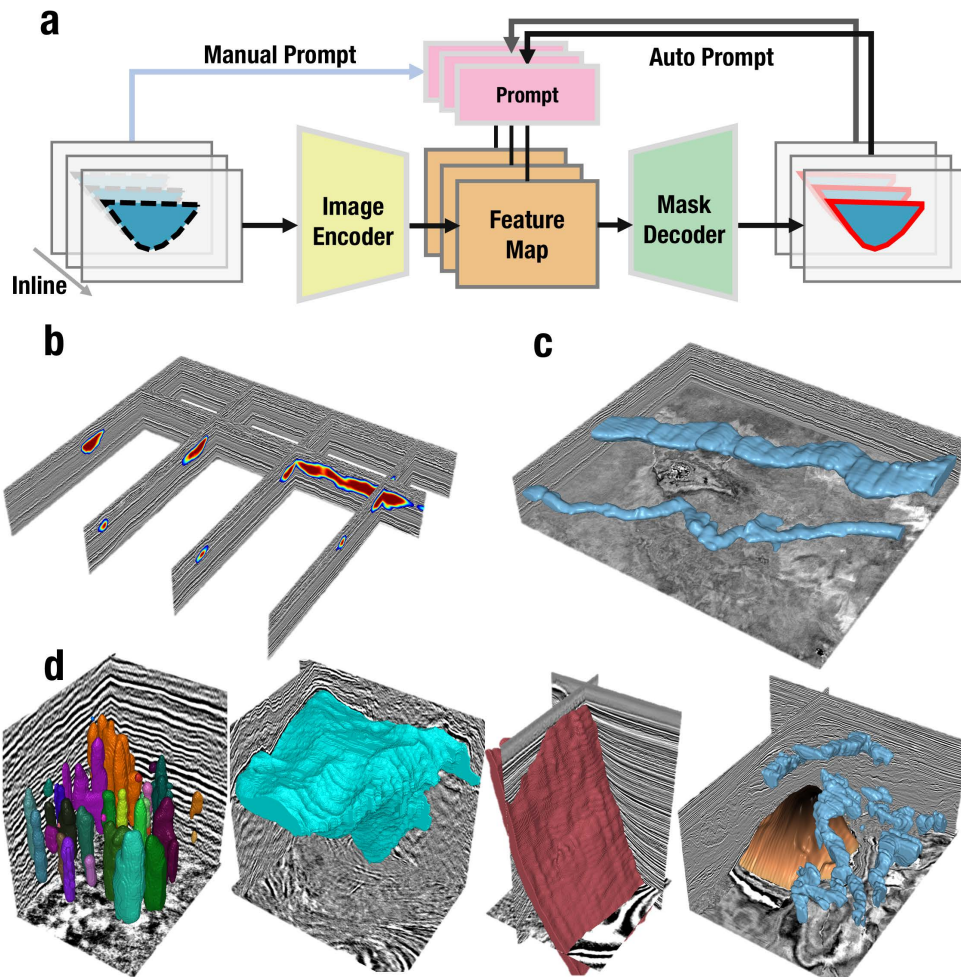 a
Manual Prompt
Auto Prompt
Prompt
Image
Encoder
Feature
Map
Mask
Decoder
Inline
b
c
d